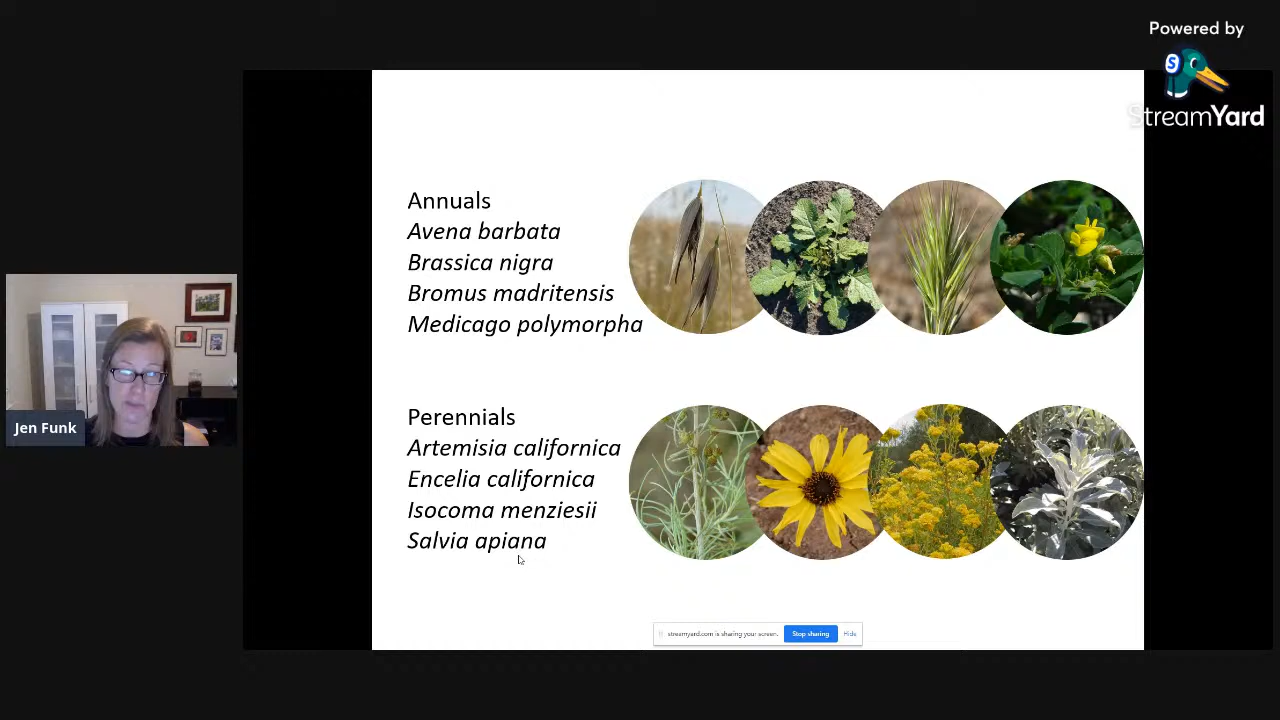 Powered by
S
StreamYard
Annuals
Avena barbata
Brassica nigra
Bromus madritensis
Medicago polymorpha
Jen Funk
Perennials
Artemisia californica
Encelia californica
Isocoma menziesii
Salvia apiana
streamyard.com is sharing your screen. Stop sharing Hide